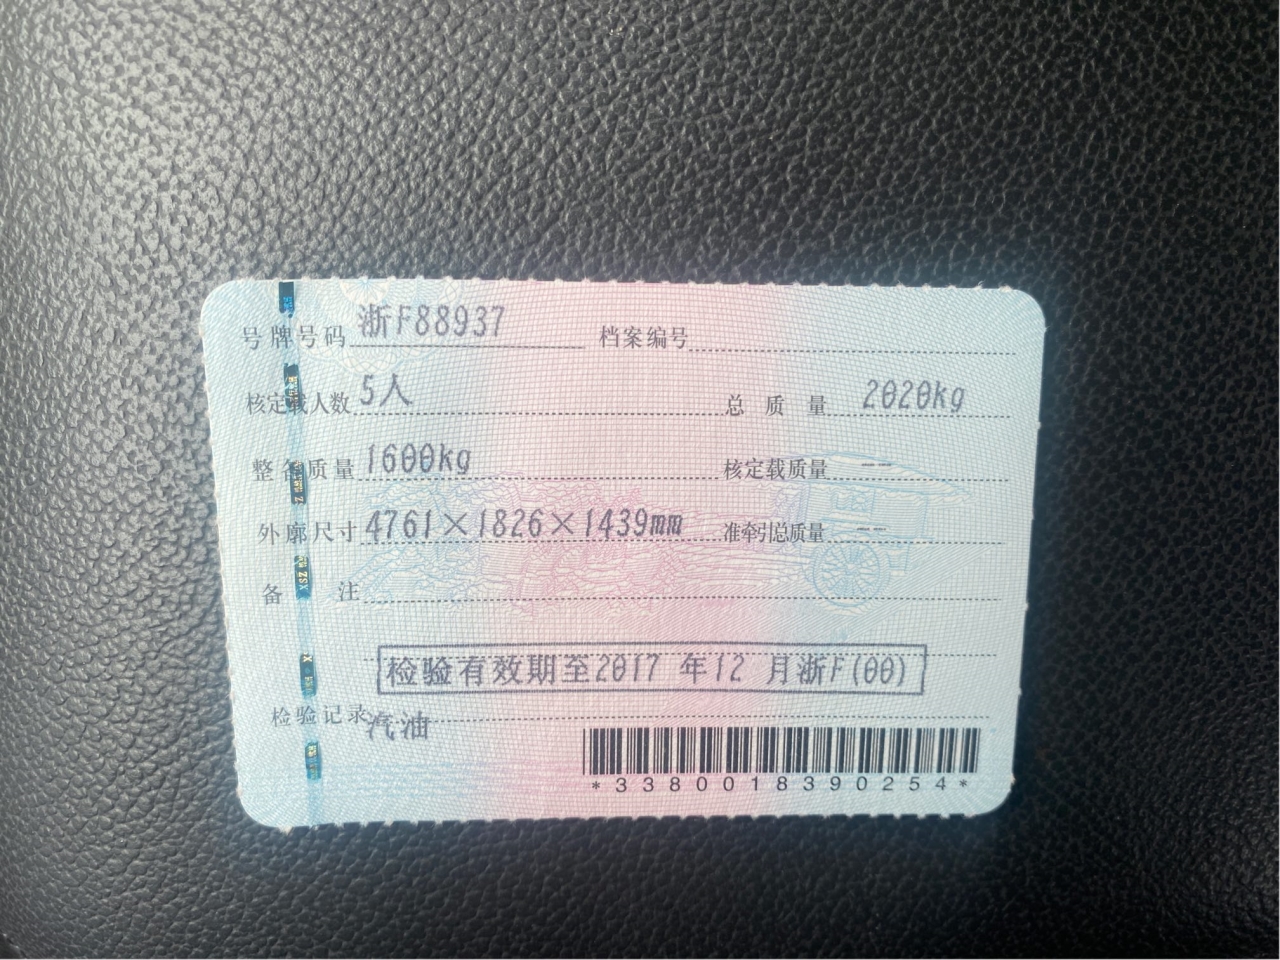 号牌号码 浙F88937 档案编号
核定载人数 5人 总质量 2020kg
整备质量 1600kg 核定载质量 --
外廓尺寸 4761×1826×1439mm 准牵引总质量 --
备注
检验有效期至2017 年12 月浙F(00)
检验记录 汽油
*3380018390254*